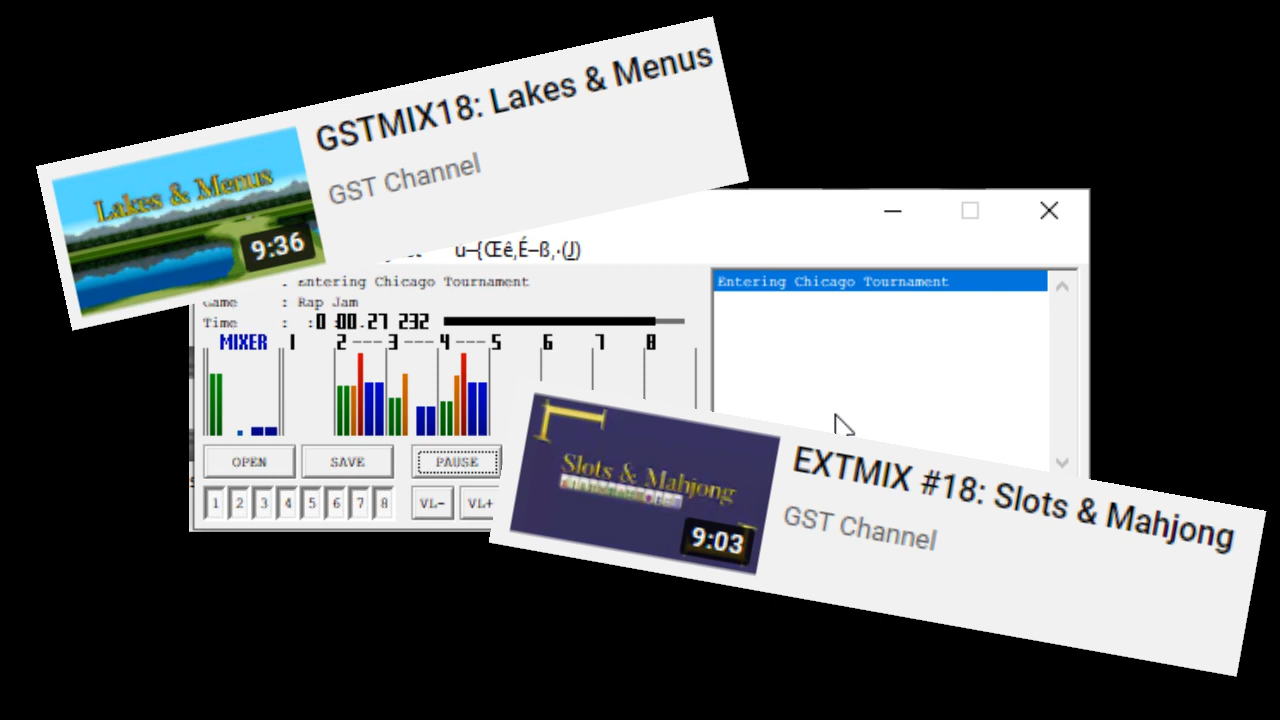 GSTMIX18: Lakes & Menus
GST Channel
Lakes & Menus
9:36
u–{Œê‚É–ß‚·(J)
: Entering Chicago Tournament
Game : Rap Jam
Time : :0 00.27 232
Entering Chicago Tournament
MIXER 1 2 --- 3 --- 4 --- 5 6 7 8
OPEN SAVE PAUSE
1 2 3 4 5 6 7 8 VL- VL+
EXTMIX #18: Slots & Mahjong
GST Channel
Slots & Mahjong
9:03